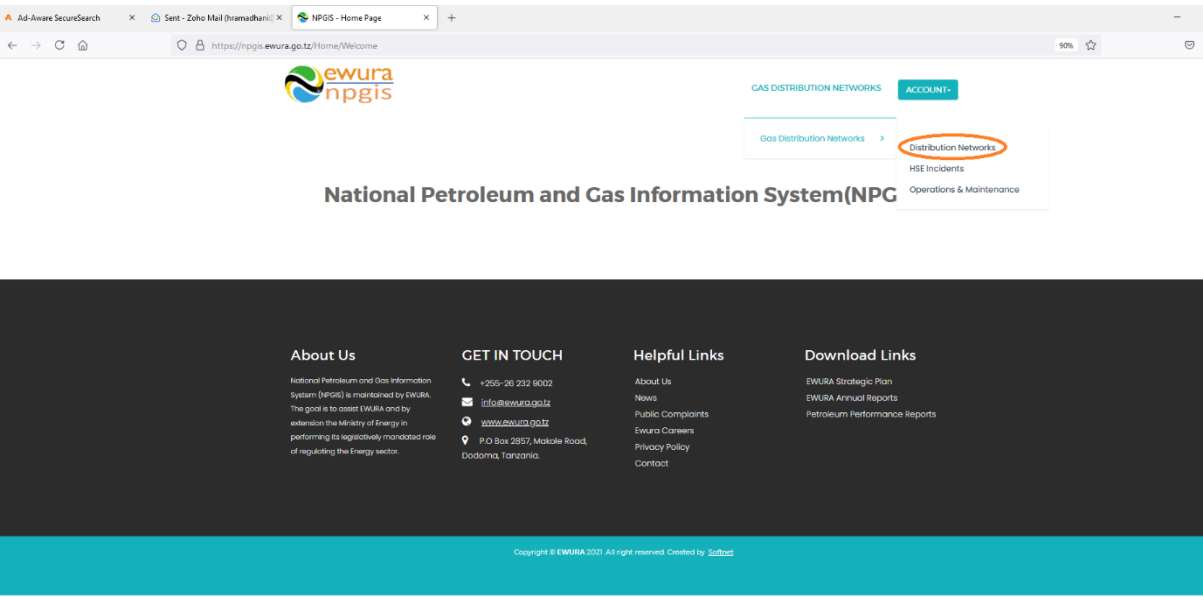 Ad-Aware SecureSearch
Sent - Zoho Mail (hramadhani@
NPGIS - Home Page
https://npgis.ewura.go.tz/Home/Welcome
90%
ewura
npgis
GAS DISTRIBUTION NETWORKS
ACCOUNT
Gas Distribution Networks >
Distribution Networks
HSE Incidents
Operations & Maintenance
National Petroleum and Gas Information System(NPG
About Us
National Petroleum and Gas Information
System (NPGIS) is maintained by EWURA.
The goal is to assist EWURA and by
extension the Ministry of Energy in
performing its legislatively mandated role
of regulating the Energy sector.
GET IN TOUCH
+255-26 232 9002
info@ewura.go.tz
www.ewura.go.tz
P.O Box 2857, Makole Road,
Dodoma, Tanzania.
Helpful Links
About Us
News
Public Complaints
Ewura Careers
Privacy Policy
Contact
Download Links
EWURA Strategic Plan
EWURA Annual Reports
Petroleum Performance Reports
Copyright © EWURA 2021 .All right reserved. Created by Softnet